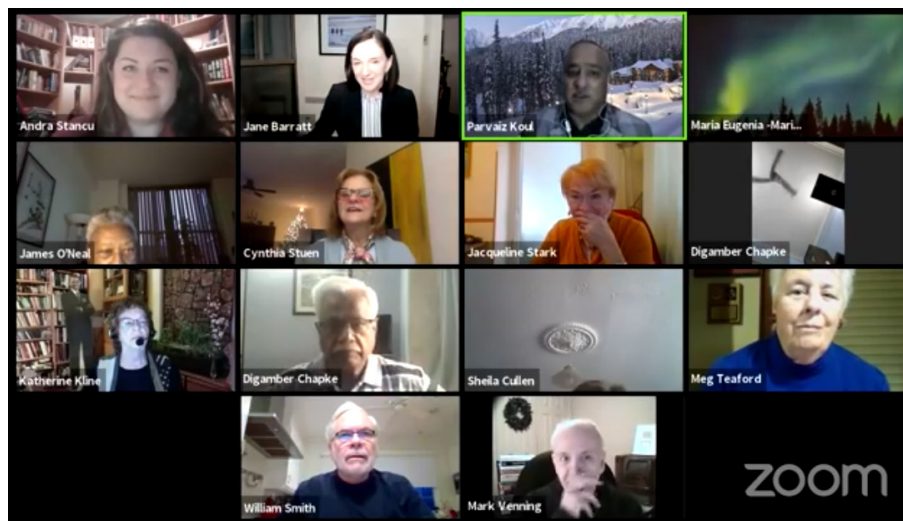 Andra Stancu
Jane Barratt
Parvaiz Koul
Maria Eugenia -Mari...
James O'Neal
Cynthia Stuen
Jacqueline Stark
Digamber Chapke
Katherine Kline
Digamber Chapke
Sheila Cullen
Meg Teaford
William Smith
Mark Venning
zoom